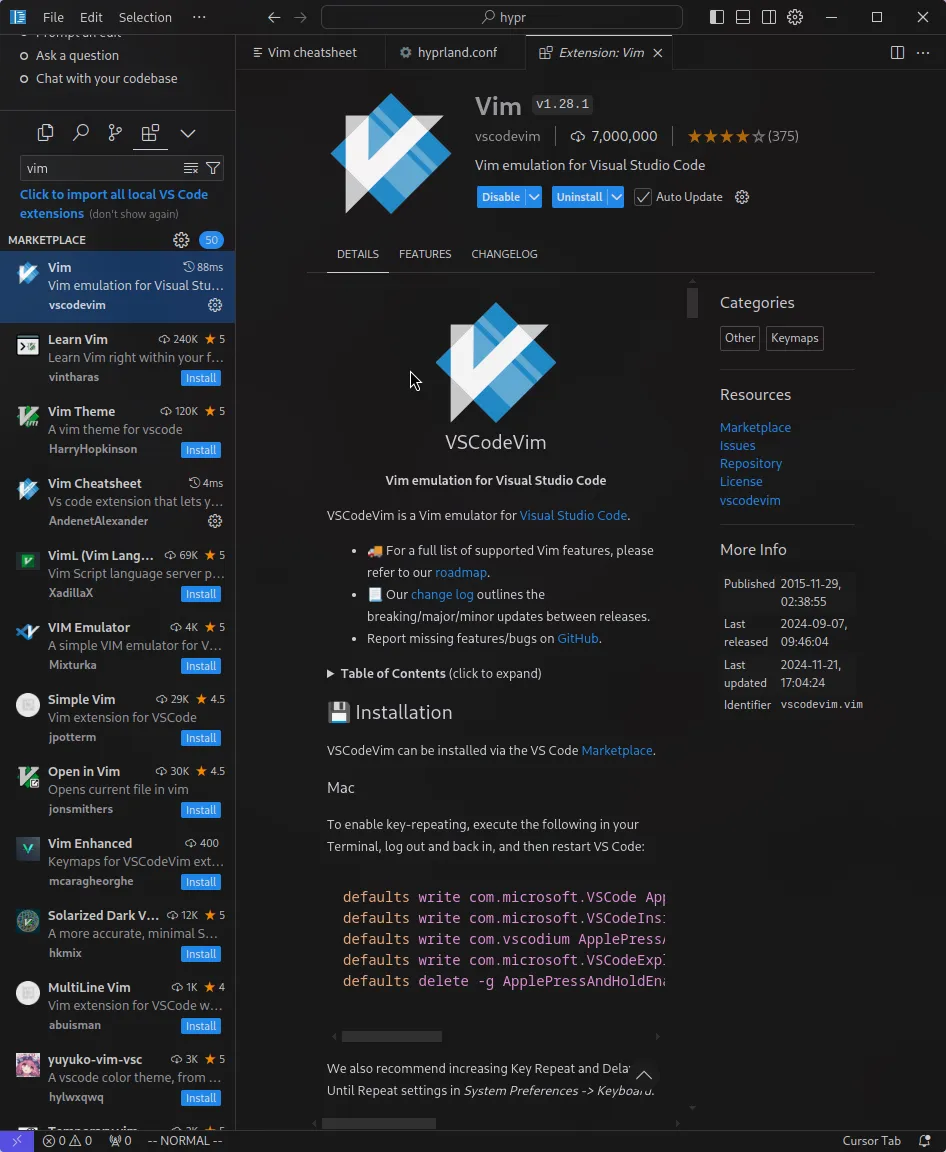 File Edit Selection ··· hypr
Prompt an edit
Ask a question
Chat with your codebase
vim
Click to import all local VS Code
extensions (don't show again)
MARKETPLACE 50
Vim 88ms
Vim emulation for Visual Stu...
vscodevim
Learn Vim 240K 5
Learn Vim right within your f...
vintharas Install
Vim Theme 120K 5
A vim theme for vscode
HarryHopkinson Install
Vim Cheatsheet 4ms
Vs code extension that lets y...
AndenetAlexander
VimL (Vim Lang... 69K 5
Vim Script language server p...
XadillaX Install
VIM Emulator 4K 5
A simple VIM emulator for V...
Mixturka Install
Simple Vim 29K 4.5
Vim extension for VSCode
jpotterm Install
Open in Vim 30K 4.5
Opens current file in vim
jonsmithers Install
Vim Enhanced 400
Keymaps for VSCodeVim ext...
mcaragheorghe Install
Solarized Dark V... 12K 5
A more accurate, minimal S...
hkmix Install
MultiLine Vim 1K 4
Vim extension for VSCode w...
abuisman Install
yuyuko-vim-vsc 3K 5
A vscode color theme, from ...
hylwxqwq Install
Vim cheatsheet hyprland.conf Extension: Vim
Vim v1.28.1
vscodevim 7,000,000 (375)
Vim emulation for Visual Studio Code
Disable Uninstall Auto Update
DETAILS FEATURES CHANGELOG
VSCodeVim
Vim emulation for Visual Studio Code
VSCodeVim is a Vim emulator for Visual Studio Code.
• 🚚 For a full list of supported Vim features, please
refer to our roadmap.
• 📃 Our change log outlines the
breaking/major/minor updates between releases.
• Report missing features/bugs on GitHub.
Table of Contents (click to expand)
💾 Installation
VSCodeVim can be installed via the VS Code Marketplace.
Mac
To enable key-repeating, execute the following in your
Terminal, log out and back in, and then restart VS Code:
defaults write com.microsoft.VSCode App
defaults write com.microsoft.VSCodeInsi
defaults write com.vscodium ApplePressA
defaults write com.microsoft.VSCodeExpl
defaults delete -g ApplePressAndHoldEna
We also recommend increasing Key Repeat and Delay
Until Repeat settings in System Preferences -> Keyboard.
Categories
Other Keymaps
Resources
Marketplace
Issues
Repository
License
vscodevim
More Info
Published 2015-11-29,
02:38:55
Last 2024-09-07,
released 09:46:04
Last 2024-11-21,
updated 17:04:24
Identifier vscodevim.vim
0 0 0 -- NORMAL -- Cursor Tab